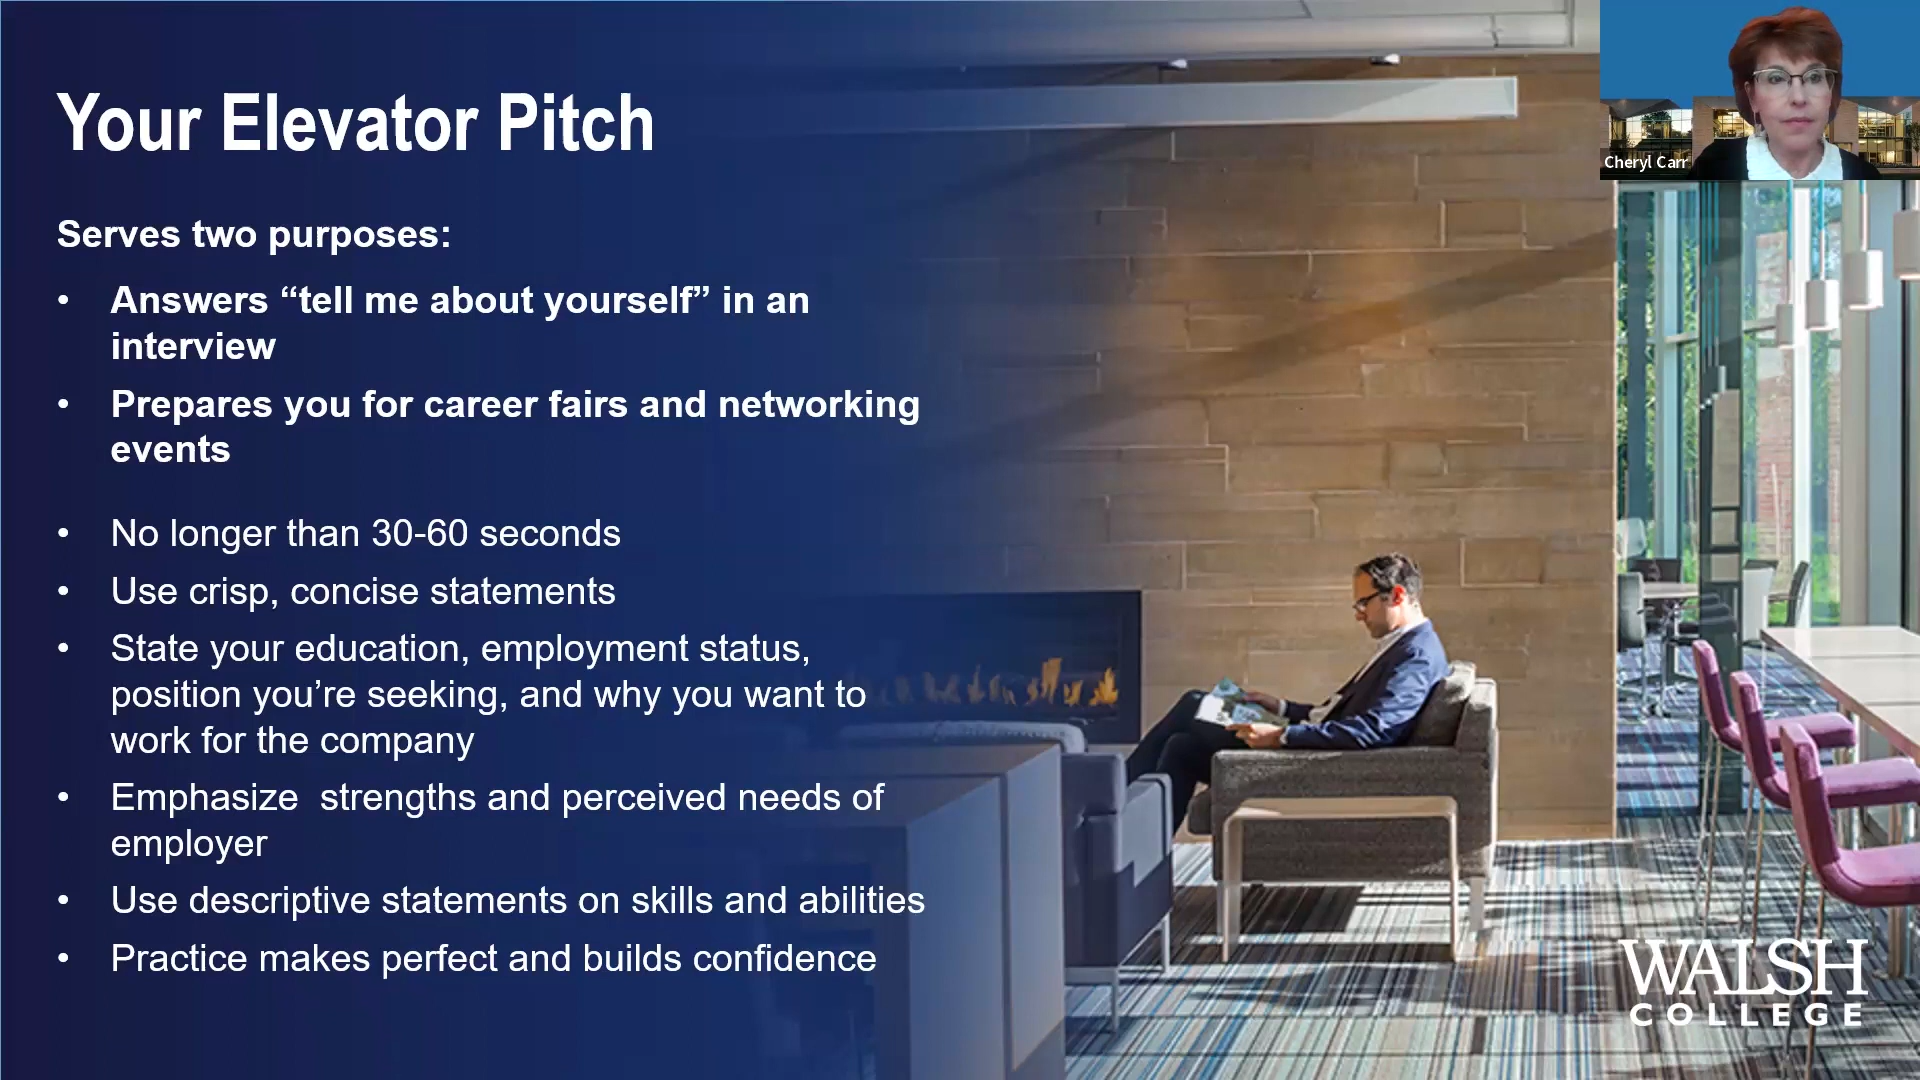 Your Elevator Pitch
Serves two purposes:
• Answers “tell me about yourself” in an
interview
• Prepares you for career fairs and networking
events
• No longer than 30-60 seconds
• Use crisp, concise statements
• State your education, employment status,
position you’re seeking, and why you want to
work for the company
• Emphasize  strengths and perceived needs of
employer
• Use descriptive statements on skills and abilities
• Practice makes perfect and builds confidence
Cheryl Carr
WALSH
COLLEGE